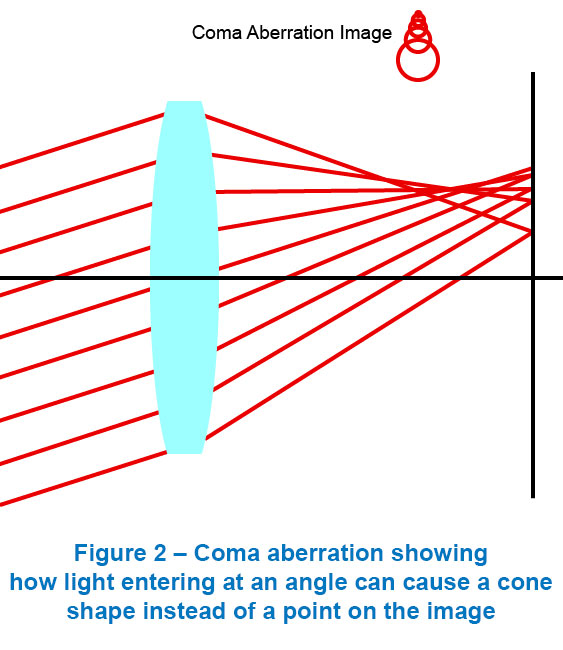 Coma Aberration Image
Figure 2 – Coma aberration showing
how light entering at an angle can cause a cone
shape instead of a point on the image